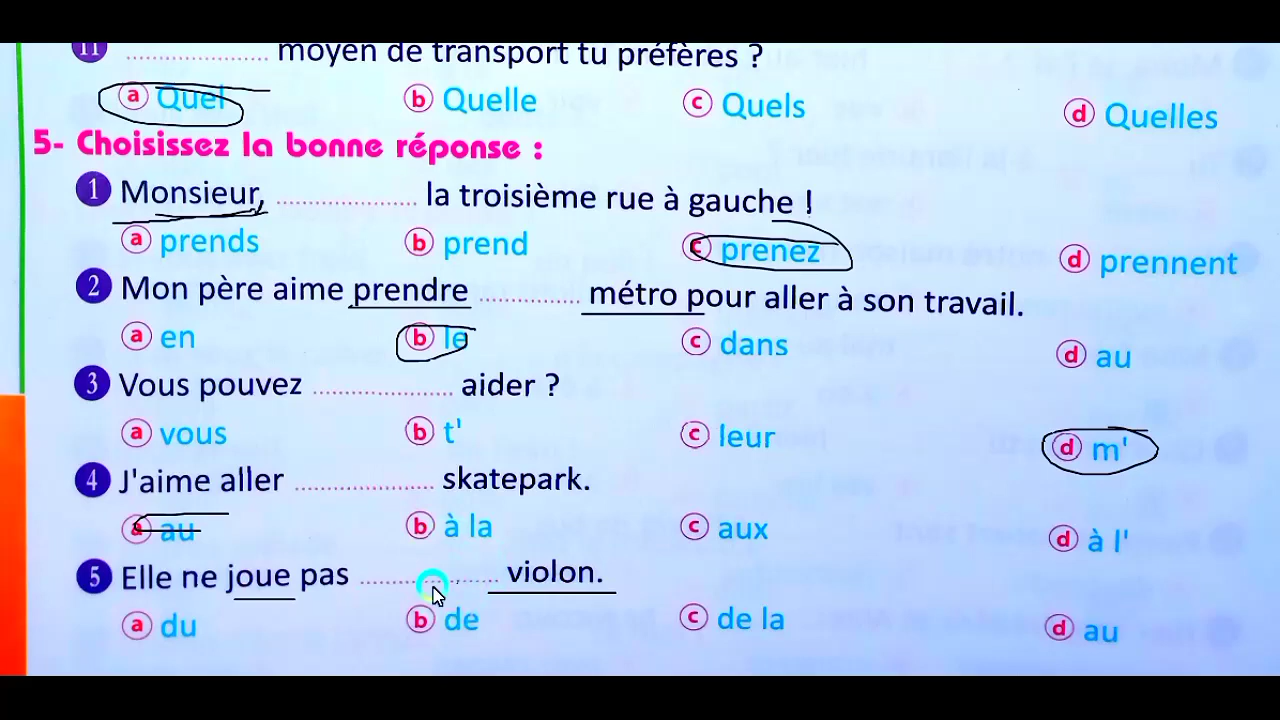 11 .................... moyen de transport tu préfères ?
a Quel b Quelle c Quels d Quelles
5- Choisissez la bonne réponse :
1 Monsieur, .................... la troisième rue à gauche !
a prends b prend c prenez d prennent
2 Mon père aime prendre .............. métro pour aller à son travail.
a en b le c dans d au
3 Vous pouvez .................... aider ?
a vous b t' c leur d m'
4 J'aime aller .................... skatepark.
a au b à la c aux d à l'
5 Elle ne joue pas .................... violon.
a du b de c de la d au